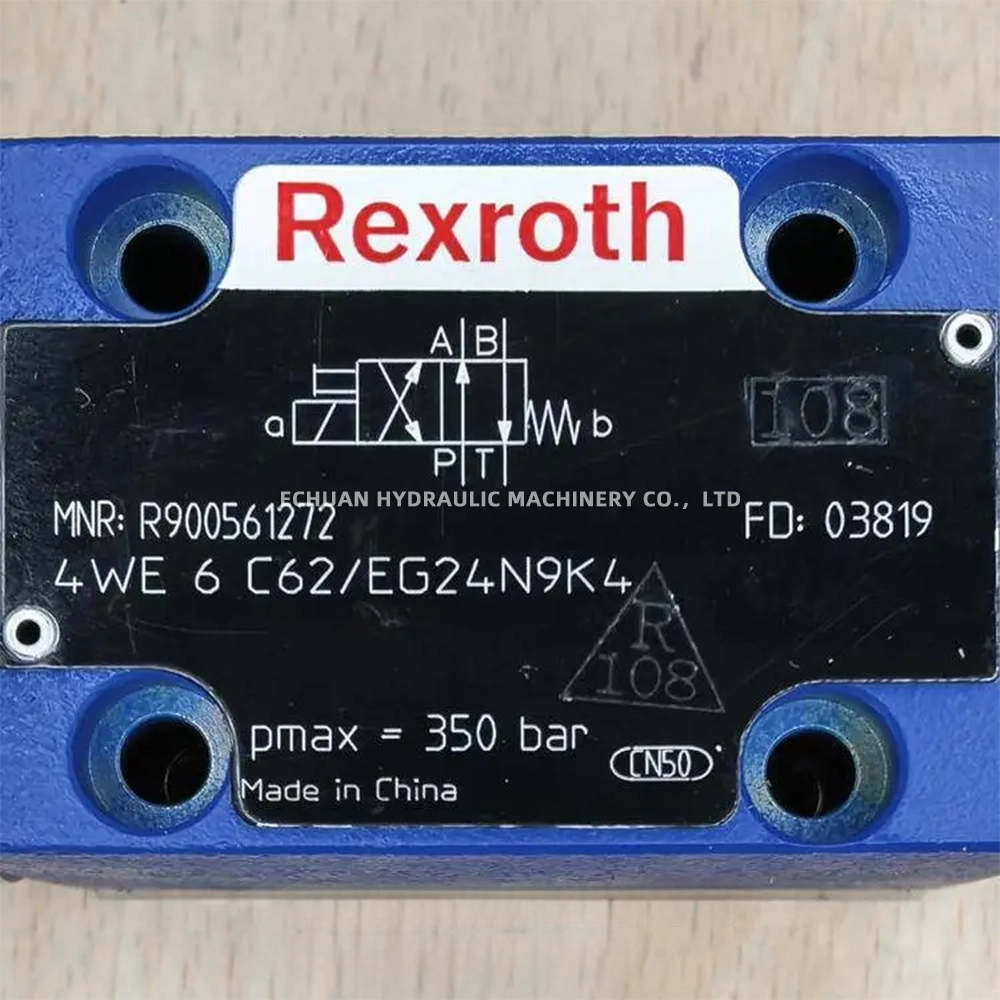 Rexroth
A B
a b
P T
108
ECHUAN HYDRAULIC MACHINERY CO., LTD
MNR: R900561272 FD: 03819
4WE 6 C62/EG24N9K4
R
108
pmax = 350 bar
CN50
Made in China